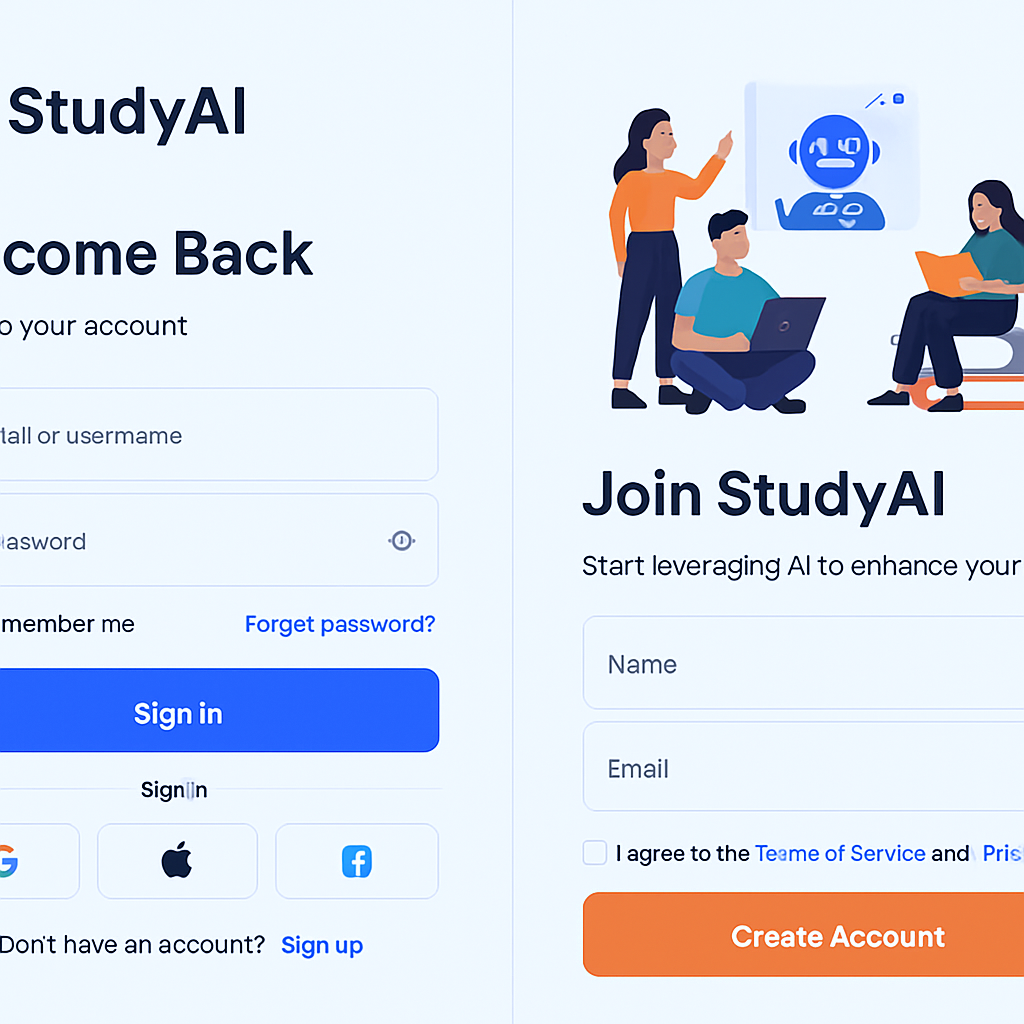 StudyAI
come Back
o your account
tall or usermame
asword
member me
Forget password?
Sign in
Sign in
G
Don't have an account? Sign up
Join StudyAI
Start leveraging AI to enhance your
Name
Email
I agree to the Teame of Service and Pris
Create Account